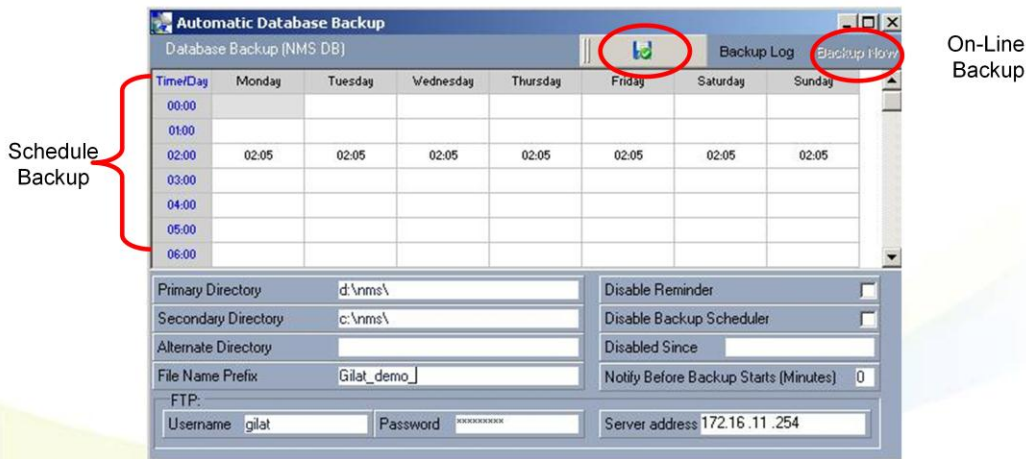 Automatic Database Backup
Database Backup (NMS DB)
Backup Log
Backup Now
On-Line
Backup
Schedule
Backup
Time/Day Monday Tuesday Wednesday Thursday Friday Saturday Sunday
00:00
01:00
02:00 02:05 02:05 02:05 02:05 02:05 02:05 02:05
03:00
04:00
05:00
06:00
Primary Directory d:\nms\
Secondary Directory c:\nms\
Alternate Directory
File Name Prefix Gilat_demo_
Disable Reminder
Disable Backup Scheduler
Disabled Since
Notify Before Backup Starts (Minutes) 0
FTP:
Username gilat
Password xxxxxxxxx
Server address 172.16 .11 .254